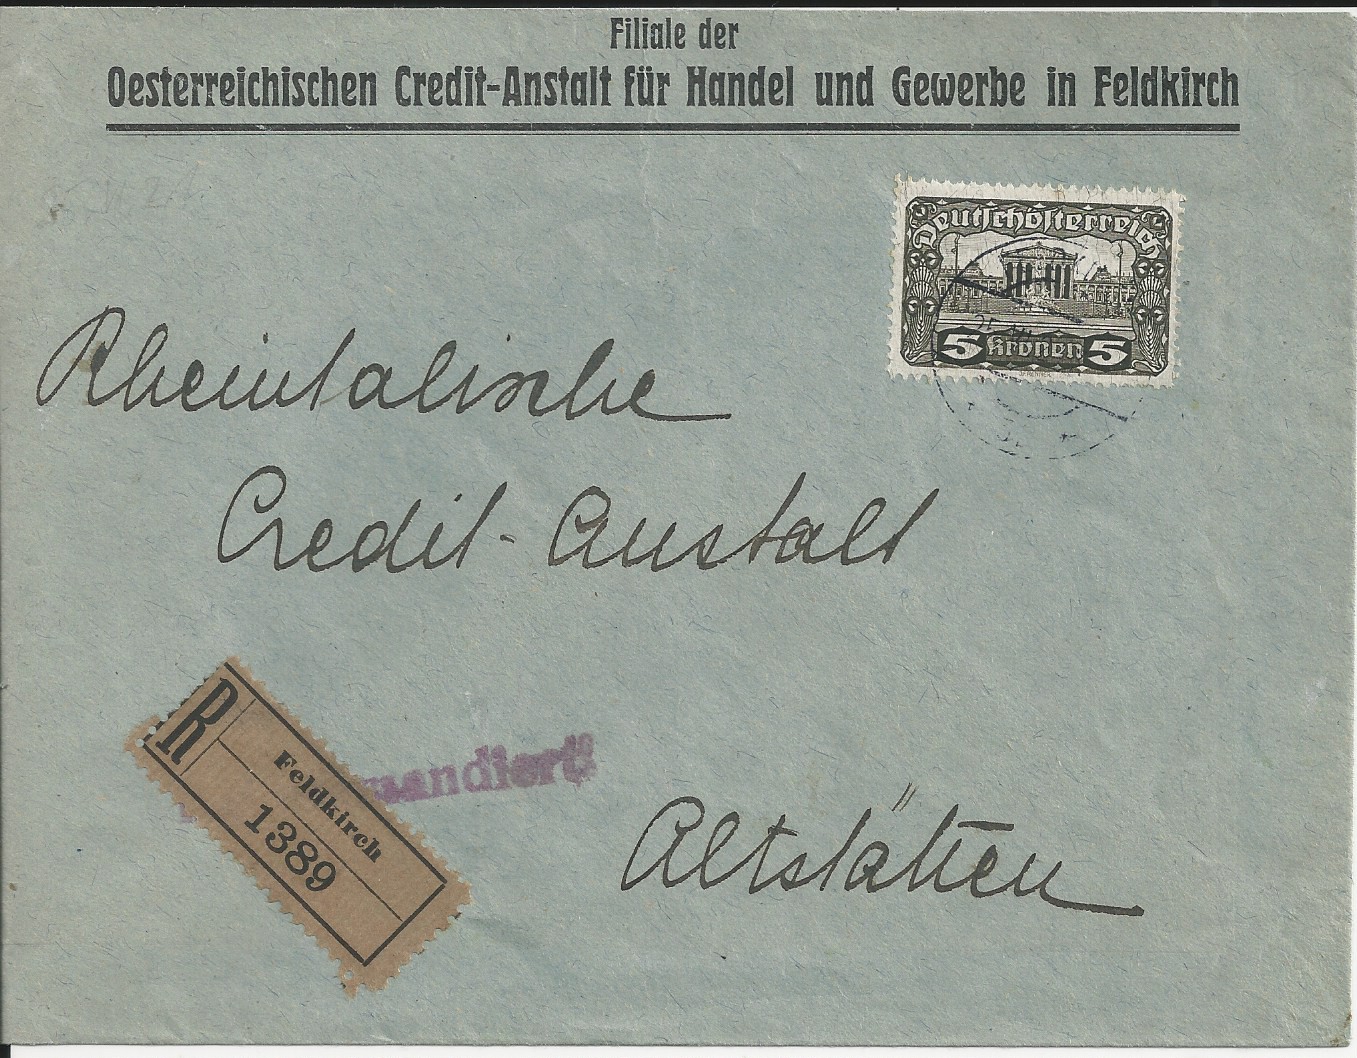 Filiale der
Oesterreichischen Credit-Anstalt für Handel und Gewerbe in Feldkirch
Deutschösterreich
5 Kronen 5
Rheintalische
Credit-Anstalt
R
Feldkirch
1389
mandiert!
Altstätten